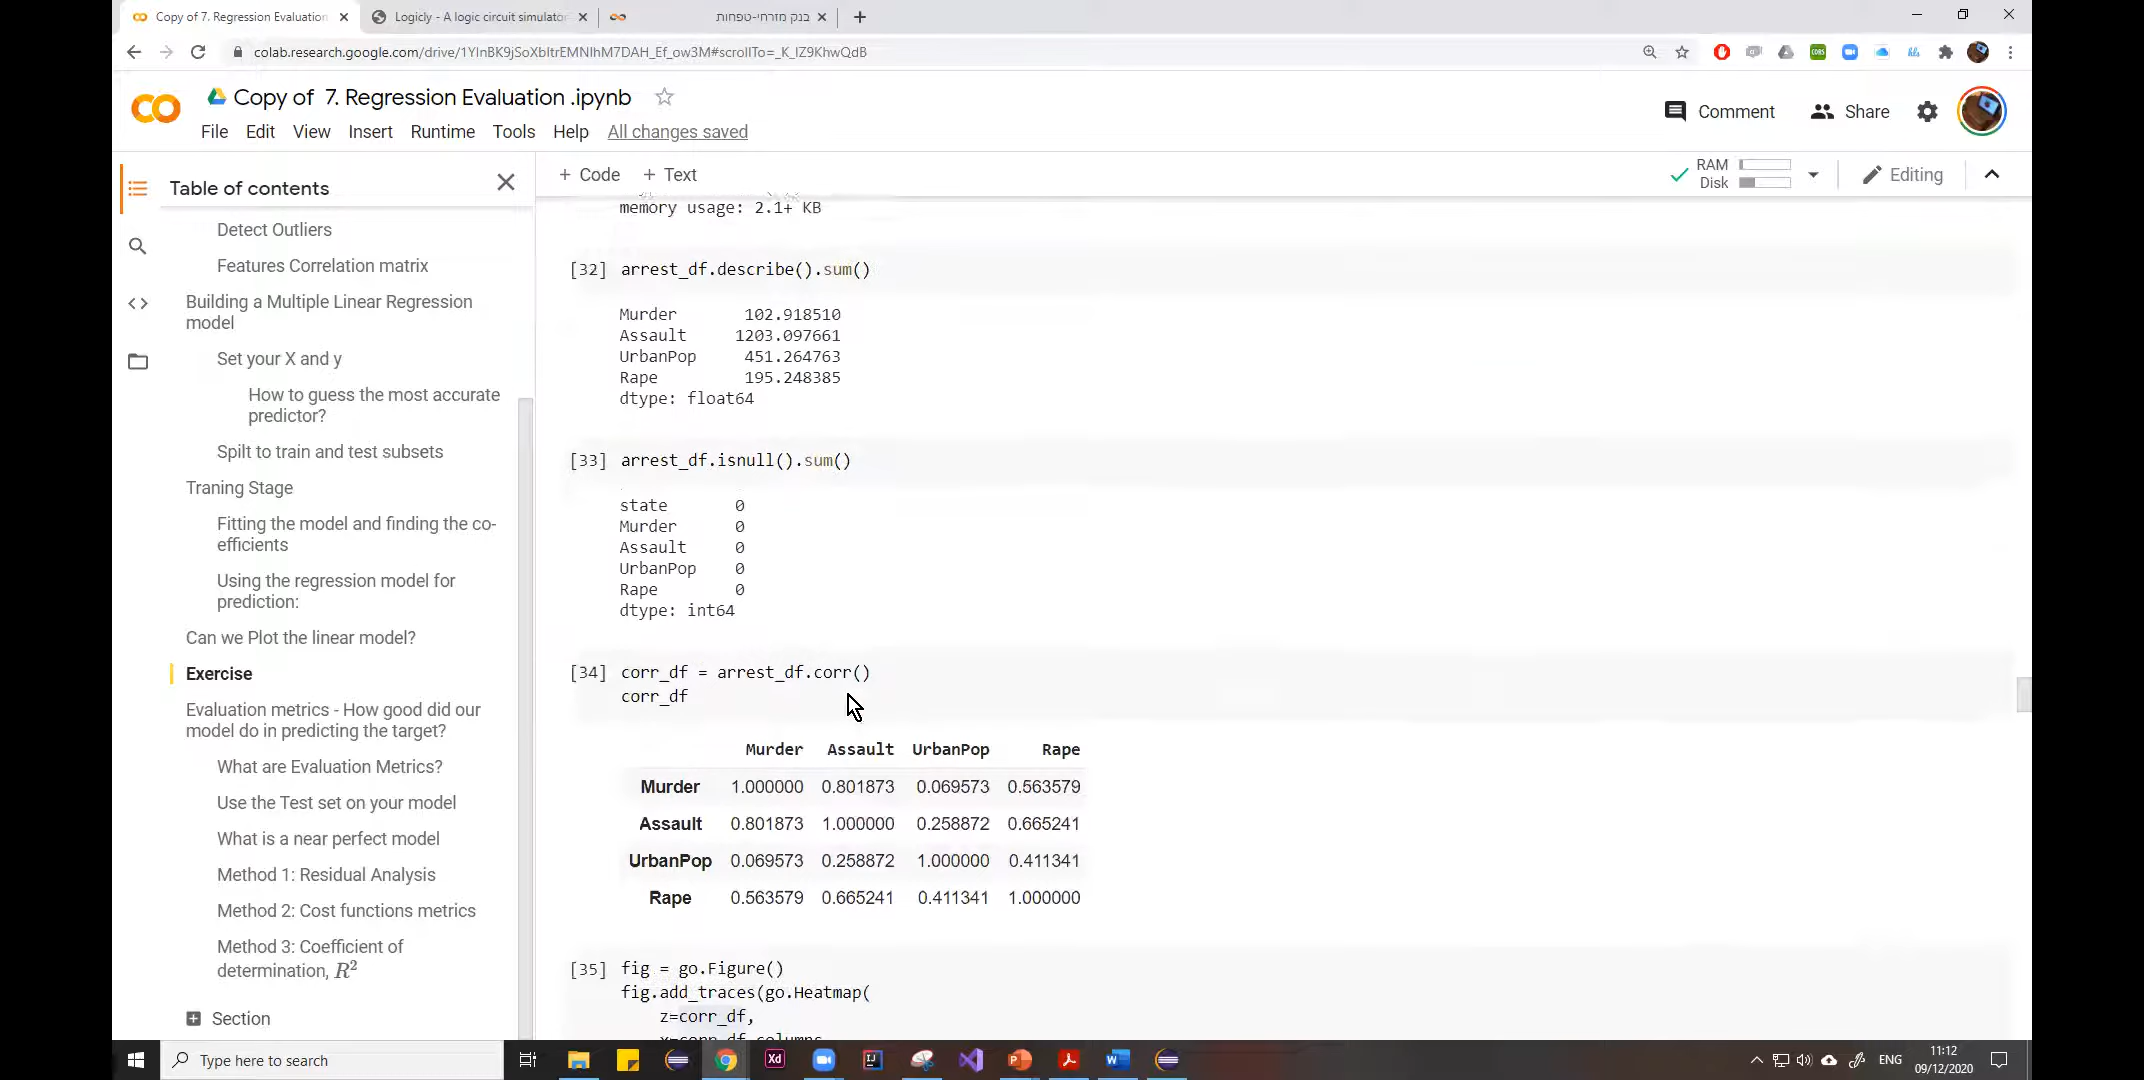 Copy of 7. Regression Evaluation
Logicly - A logic circuit simulator
בנק מזרחי-טפחות
colab.research.google.com/drive/1YInBK9jSoXbItrEMNIhM7DAH_Ef_ow3M#scrollTo=_K_IZ9KhwQdB
Copy of 7. Regression Evaluation .ipynb
Comment
Share
File Edit View Insert Runtime Tools Help All changes saved
Table of contents
+ Code + Text
RAM
Disk
Editing
Detect Outliers
Features Correlation matrix
Building a Multiple Linear Regression
model
Set your X and y
How to guess the most accurate
predictor?
Spilt to train and test subsets
Traning Stage
Fitting the model and finding the co-
efficients
Using the regression model for
prediction:
Can we Plot the linear model?
Exercise
Evaluation metrics - How good did our
model do in predicting the target?
What are Evaluation Metrics?
Use the Test set on your model
What is a near perfect model
Method 1: Residual Analysis
Method 2: Cost functions metrics
Method 3: Coefficient of
determination, R²
Section
memory usage: 2.1+ KB
[32] arrest_df.describe().sum()
Murder 102.918510
Assault 1203.097661
UrbanPop 451.264763
Rape 195.248385
dtype: float64
[33] arrest_df.isnull().sum()
state 0
Murder 0
Assault 0
UrbanPop 0
Rape 0
dtype: int64
[34] corr_df = arrest_df.corr()
corr_df
Murder Assault UrbanPop Rape
Murder 1.000000 0.801873 0.069573 0.563579
Assault 0.801873 1.000000 0.258872 0.665241
UrbanPop 0.069573 0.258872 1.000000 0.411341
Rape 0.563579 0.665241 0.411341 1.000000
[35] fig = go.Figure()
fig.add_traces(go.Heatmap(
z=corr_df,
x=corr_df.columns
Type here to search
ENG
11:12
09/12/2020